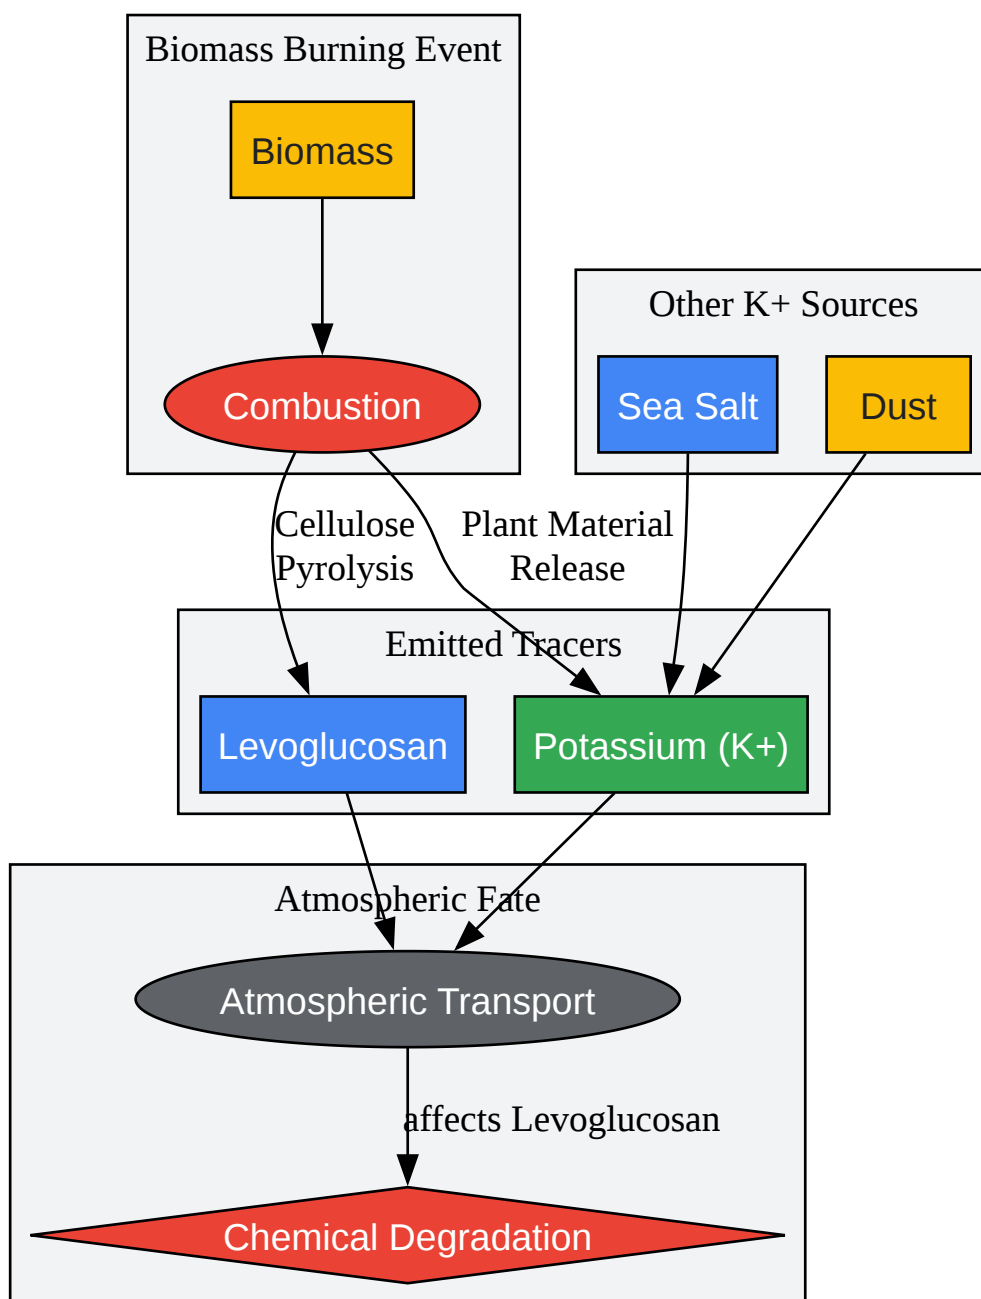 Biomass Burning Event
Biomass
Other K+ Sources
Combustion
Sea Salt
Dust
Cellulose
Pyrolysis
Plant Material
Release
Emitted Tracers
Levoglucosan
Potassium (K+)
Atmospheric Fate
Atmospheric Transport
affects Levoglucosan
Chemical Degradation